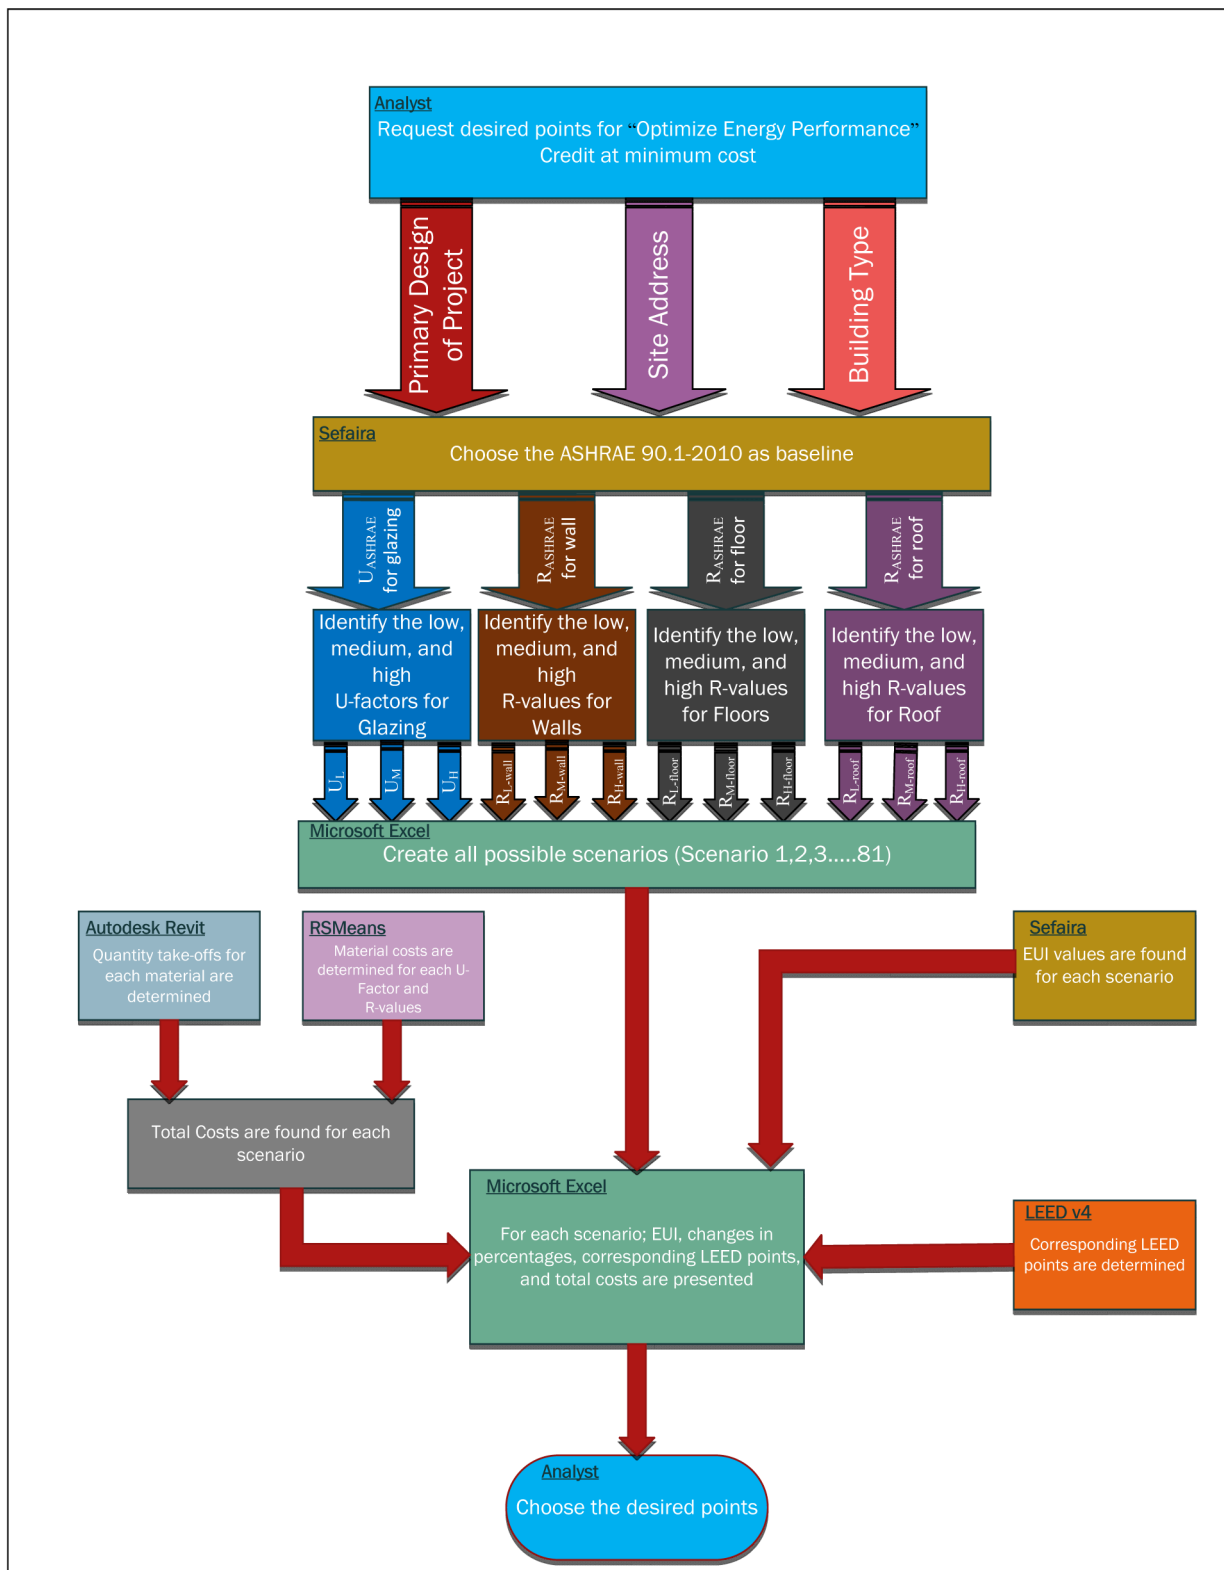 Analyst
Request desired points for “Optimize Energy Performance”
Credit at minimum cost
Primary Design
of Project
Site Address
Building Type
Sefaira
Choose the ASHRAE 90.1-2010 as baseline
UASHRAE
for glazing
RASHRAE
for wall
RASHRAE
for floor
RASHRAE
for roof
Identify the low,
medium, and
high
U-factors for
Glazing
Identify the low,
medium, and
high
R-values for
Walls
Identify the low,
medium, and
high R-values
for Floors
Identify the low,
medium, and
high R-values
for Roof
UL
UM
UH
RL-wall
RM-wall
RH-wall
RL-floor
RM-floor
RH-floor
RL-roof
RM-roof
RH-roof
Microsoft Excel
Create all possible scenarios (Scenario 1,2,3.....81)
Autodesk Revit
Quantity take-offs for
each material are
determined
RSMeans
Material costs are
determined for each U-
Factor and
R-values
Sefaira
EUI values are found
for each scenario
Total Costs are found for each
scenario
Microsoft Excel
For each scenario; EUI, changes in
percentages, corresponding LEED points,
and total costs are presented
LEED v4
Corresponding LEED
points are determined
Analyst
Choose the desired points